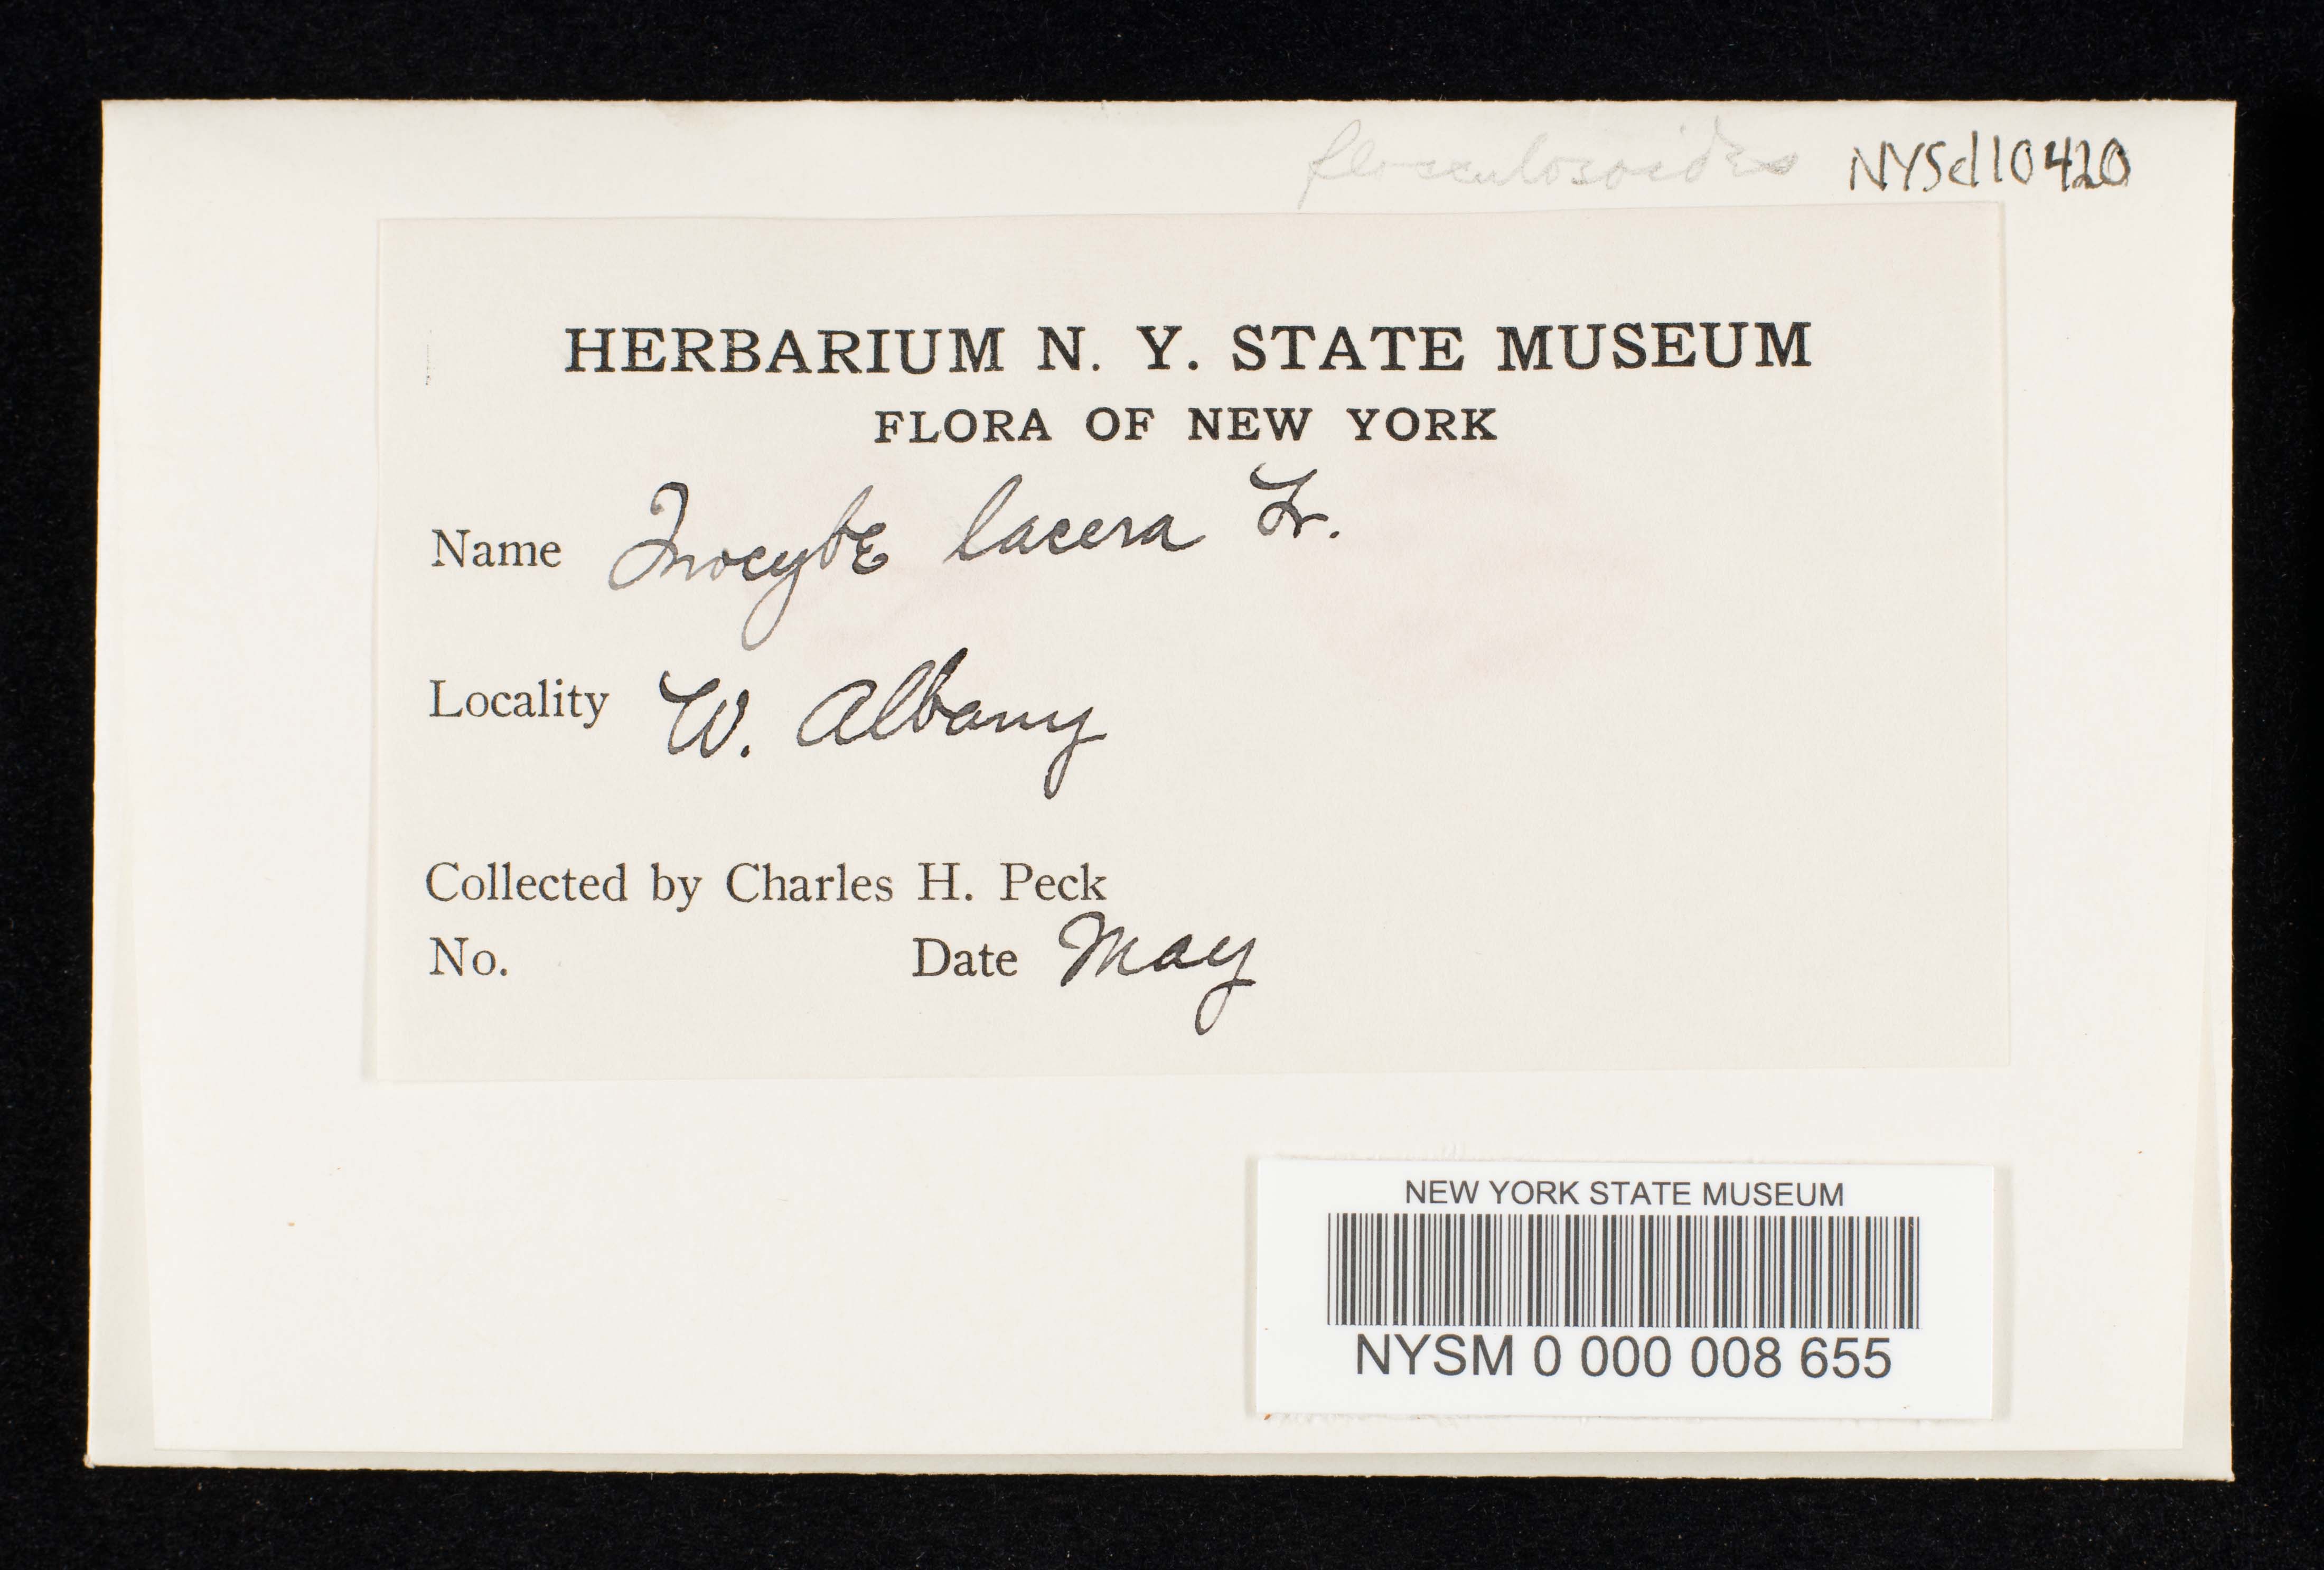 flocculosoides NYSd10420
HERBARIUM N. Y. STATE MUSEUM
FLORA OF NEW YORK
Name Inocybe lacera Fr.
Locality W. Albany
Collected by Charles H. Peck
No. Date May
NEW YORK STATE MUSEUM
NYSM 0 000 008 655